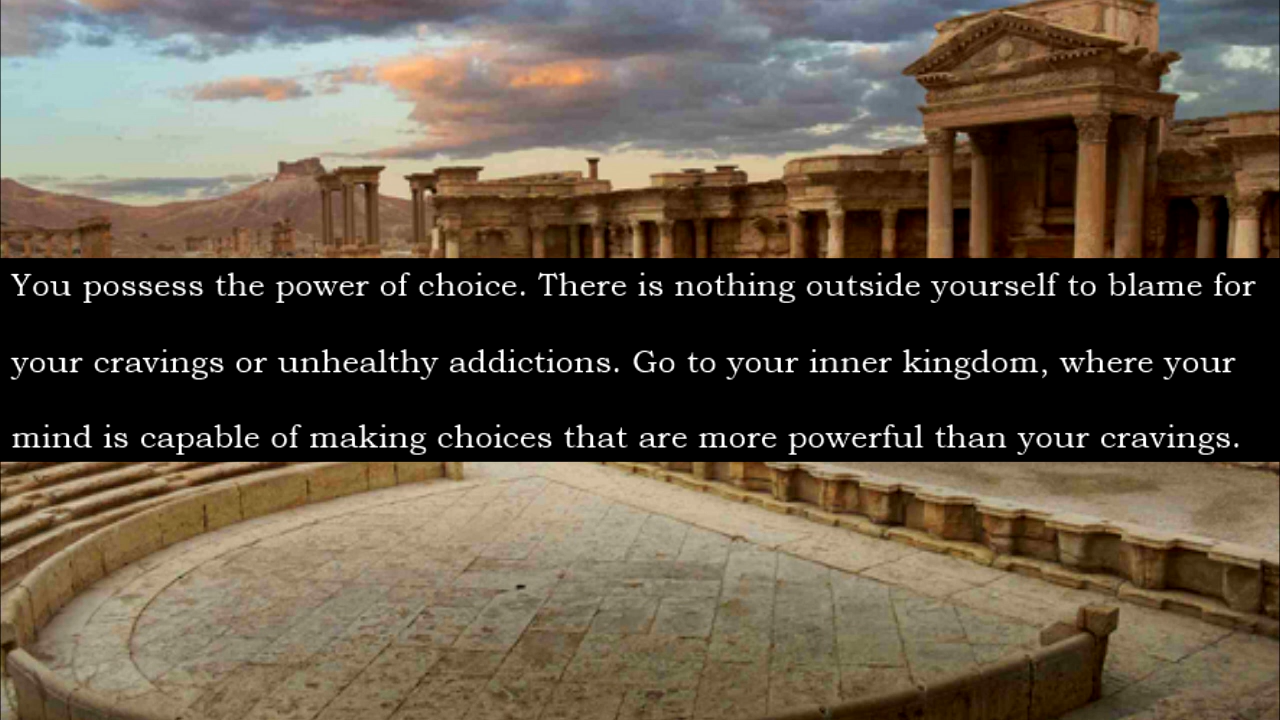 You possess the power of choice. There is nothing outside yourself to blame for
your cravings or unhealthy addictions. Go to your inner kingdom, where your
mind is capable of making choices that are more powerful than your cravings.